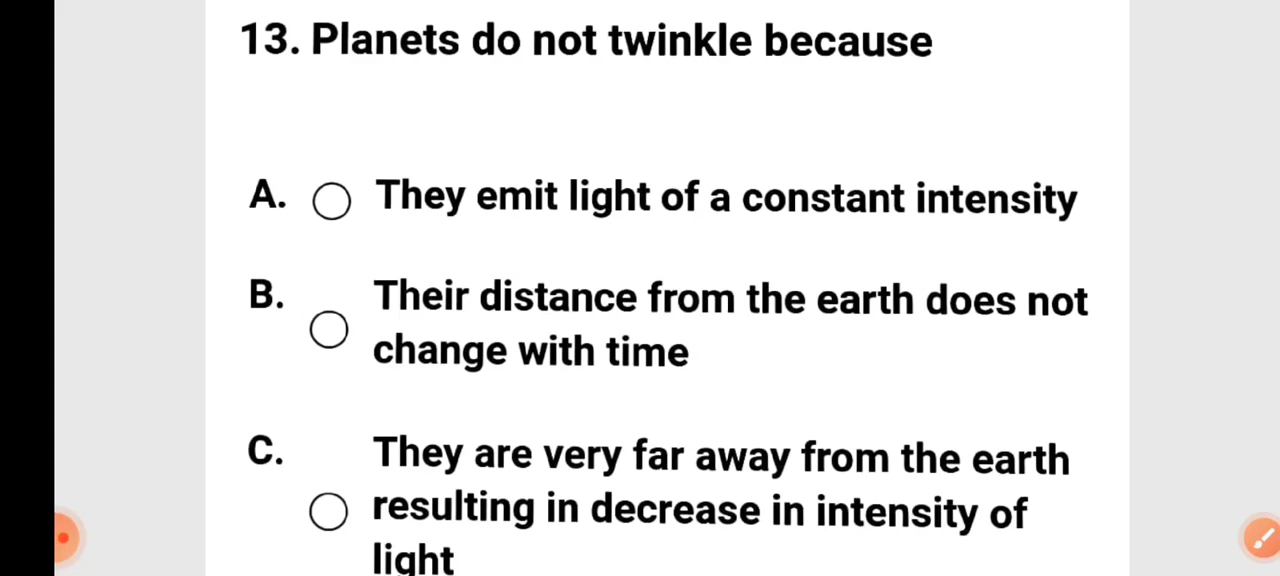 13. Planets do not twinkle because
A. They emit light of a constant intensity
B. Their distance from the earth does not
change with time
C. They are very far away from the earth
resulting in decrease in intensity of
light